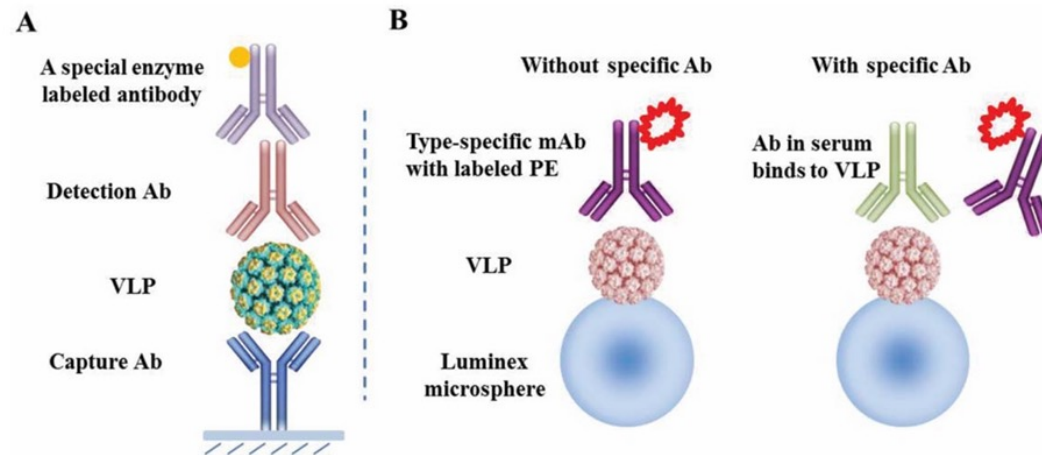 A
A special enzyme
labeled antibody
Detection Ab
VLP
Capture Ab
B
Without specific Ab
Type-specific mAb
with labeled PE
VLP
Luminex
microsphere
With specific Ab
Ab in serum
binds to VLP